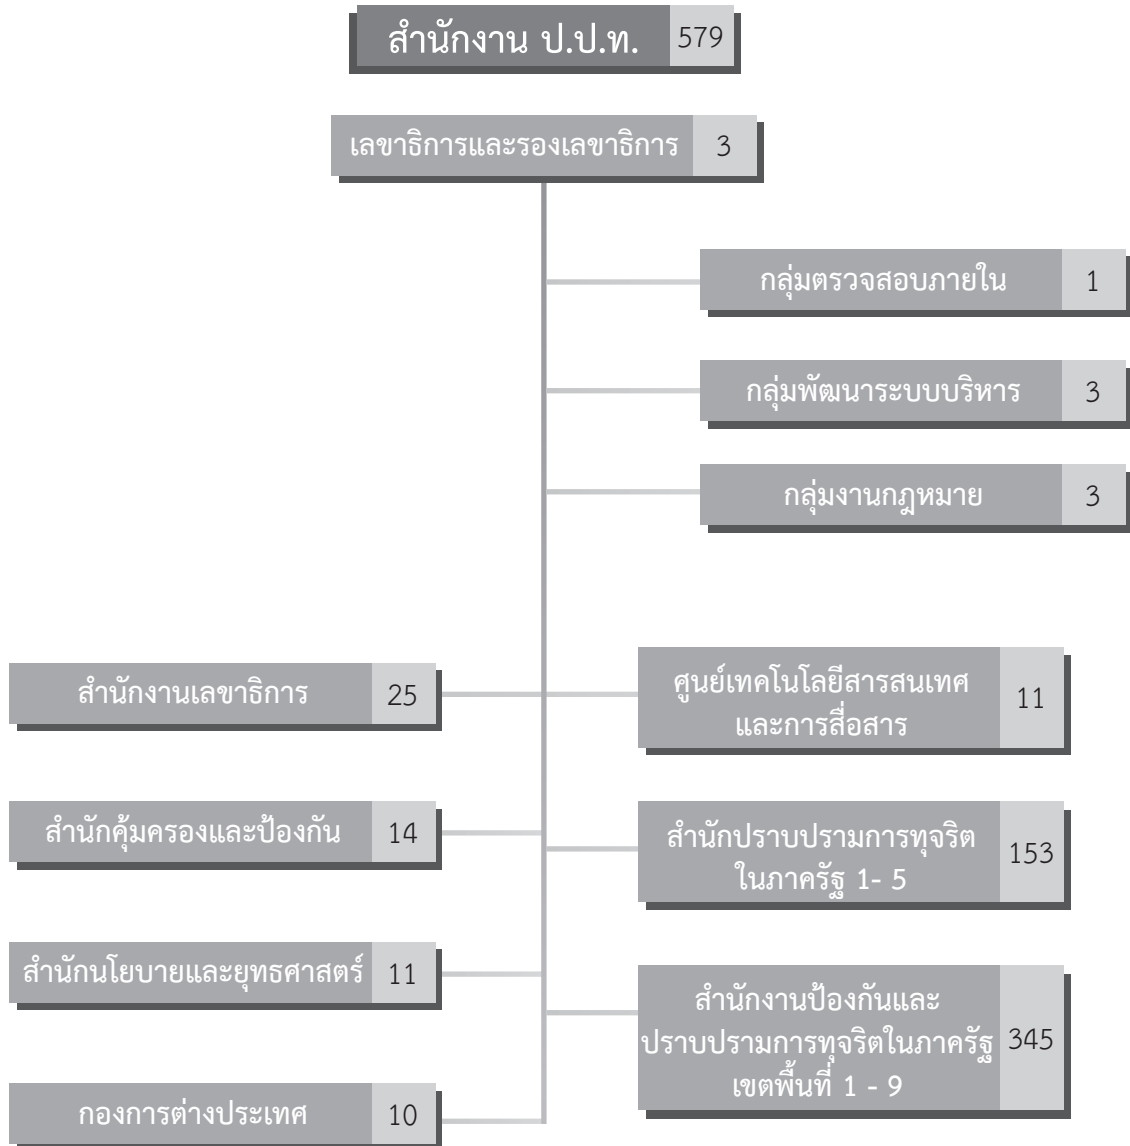 สำนักงาน ป.ป.ท. 579
เลขาธิการและรองเลขาธิการ 3
กลุ่มตรวจสอบภายใน 1
กลุ่มพัฒนาระบบบริหาร 3
กลุ่มงานกฎหมาย 3
สำนักงานเลขาธิการ 25
ศูนย์เทคโนโลยีสารสนเทศ
และการสื่อสาร 11
สำนักคุ้มครองและป้องกัน 14
สำนักปราบปรามการทุจริต
ในภาครัฐ 1- 5 153
สำนักนโยบายและยุทธศาสตร์ 11
สำนักงานป้องกันและ
ปราบปรามการทุจริตในภาครัฐ 345
เขตพื้นที่ 1 - 9
กองการต่างประเทศ 10